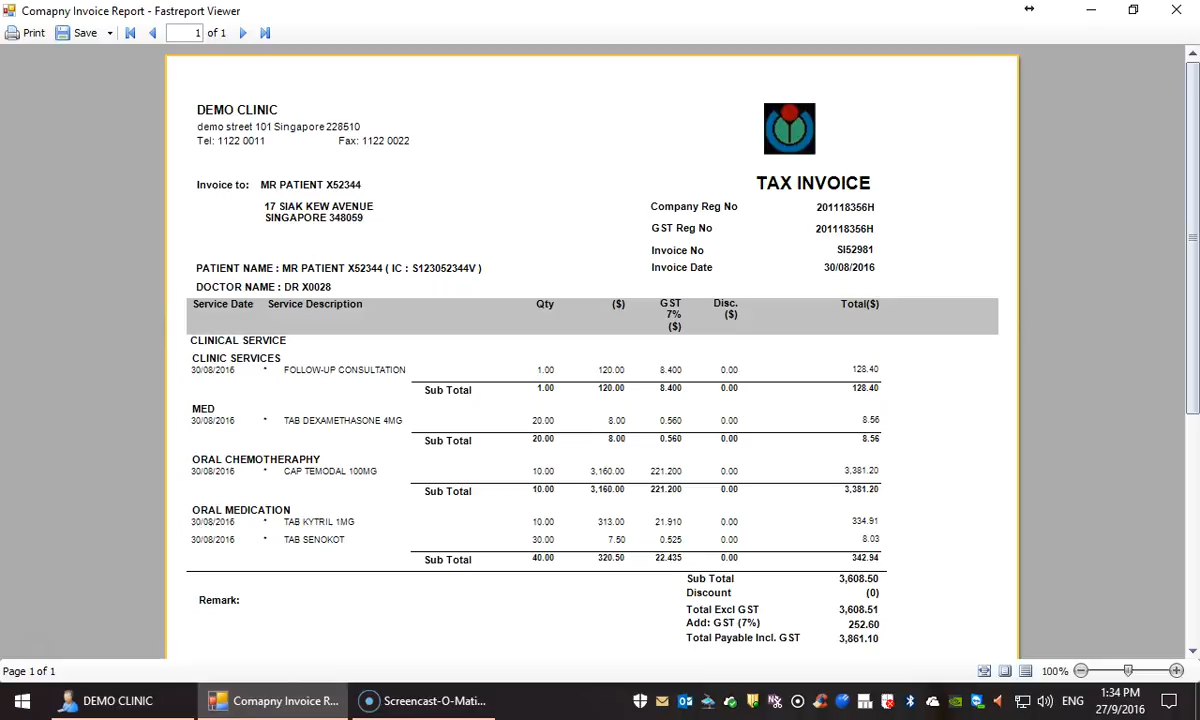 Comapny Invoice Report - Fastreport Viewer
Print Save 1 of 1
DEMO CLINIC
demo street 101 Singapore 228510
Tel: 1122 0011 Fax: 1122 0022
Invoice to: MR PATIENT X52344
17 SIAK KEW AVENUE
SINGAPORE 348059
TAX INVOICE
Company Reg No 201118356H
GST Reg No 201118356H
Invoice No SI52981
Invoice Date 30/08/2016
PATIENT NAME : MR PATIENT X52344 ( IC : S123052344V )
DOCTOR NAME : DR X0028
Service Date Service Description Qty ($) GST Disc. Total($)
7% ($)
($)
CLINICAL SERVICE
CLINIC SERVICES
30/08/2016 * FOLLOW-UP CONSULTATION 1.00 120.00 8.400 0.00 128.40
Sub Total 1.00 120.00 8.400 0.00 128.40
MED
30/08/2016 * TAB DEXAMETHASONE 4MG 20.00 8.00 0.560 0.00 8.56
Sub Total 20.00 8.00 0.560 0.00 8.56
ORAL CHEMOTHERAPHY
30/08/2016 * CAP TEMODAL 100MG 10.00 3,160.00 221.200 0.00 3,381.20
Sub Total 10.00 3,160.00 221.200 0.00 3,381.20
ORAL MEDICATION
30/08/2016 * TAB KYTRIL 1MG 10.00 313.00 21.910 0.00 334.91
30/08/2016 * TAB SENOKOT 30.00 7.50 0.525 0.00 8.03
Sub Total 40.00 320.50 22.435 0.00 342.94
Sub Total 3,608.50
Discount (0)
Remark:
Total Excl GST 3,608.51
Add: GST (7%) 252.60
Total Payable Incl. GST 3,861.10
Page 1 of 1 100%
DEMO CLINIC Comapny Invoice R... Screencast-O-Mati... ENG 1:34 PM
27/9/2016